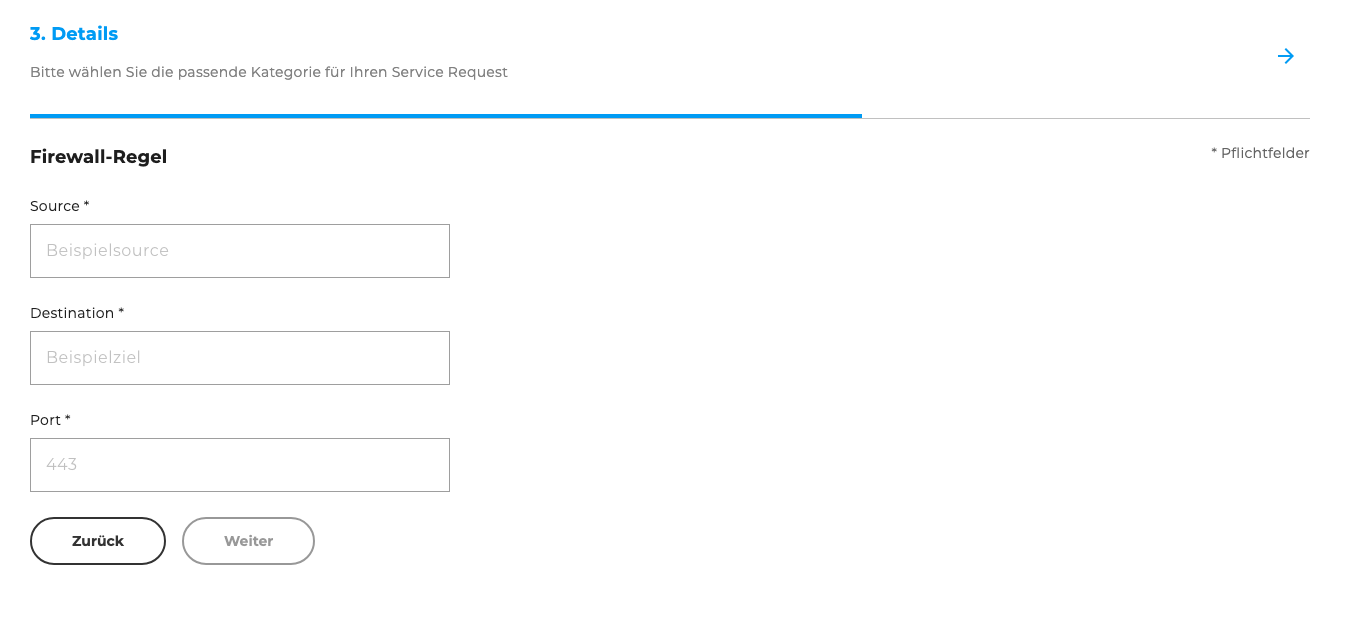 3. Details
Bitte wählen Sie die passende Kategorie für Ihren Service Request
Firewall-Regel
* Pflichtfelder
Source *
Beispielsource
Destination *
Beispielziel
Port *
443
Zurück
Weiter